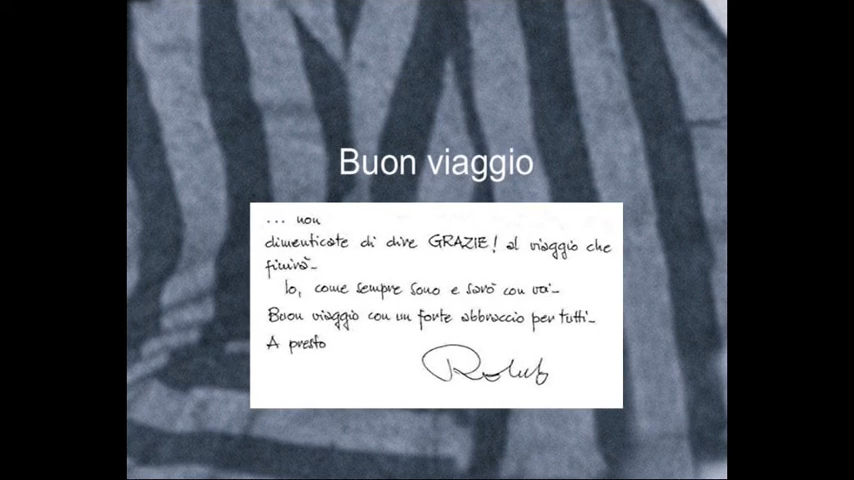 Buon viaggio
... non
dimenticate di dire GRAZIE! al viaggio che
finirà_
Io, come sempre sono e sarò con voi_
Buon viaggio con un forte abbraccio per tutti_
A presto